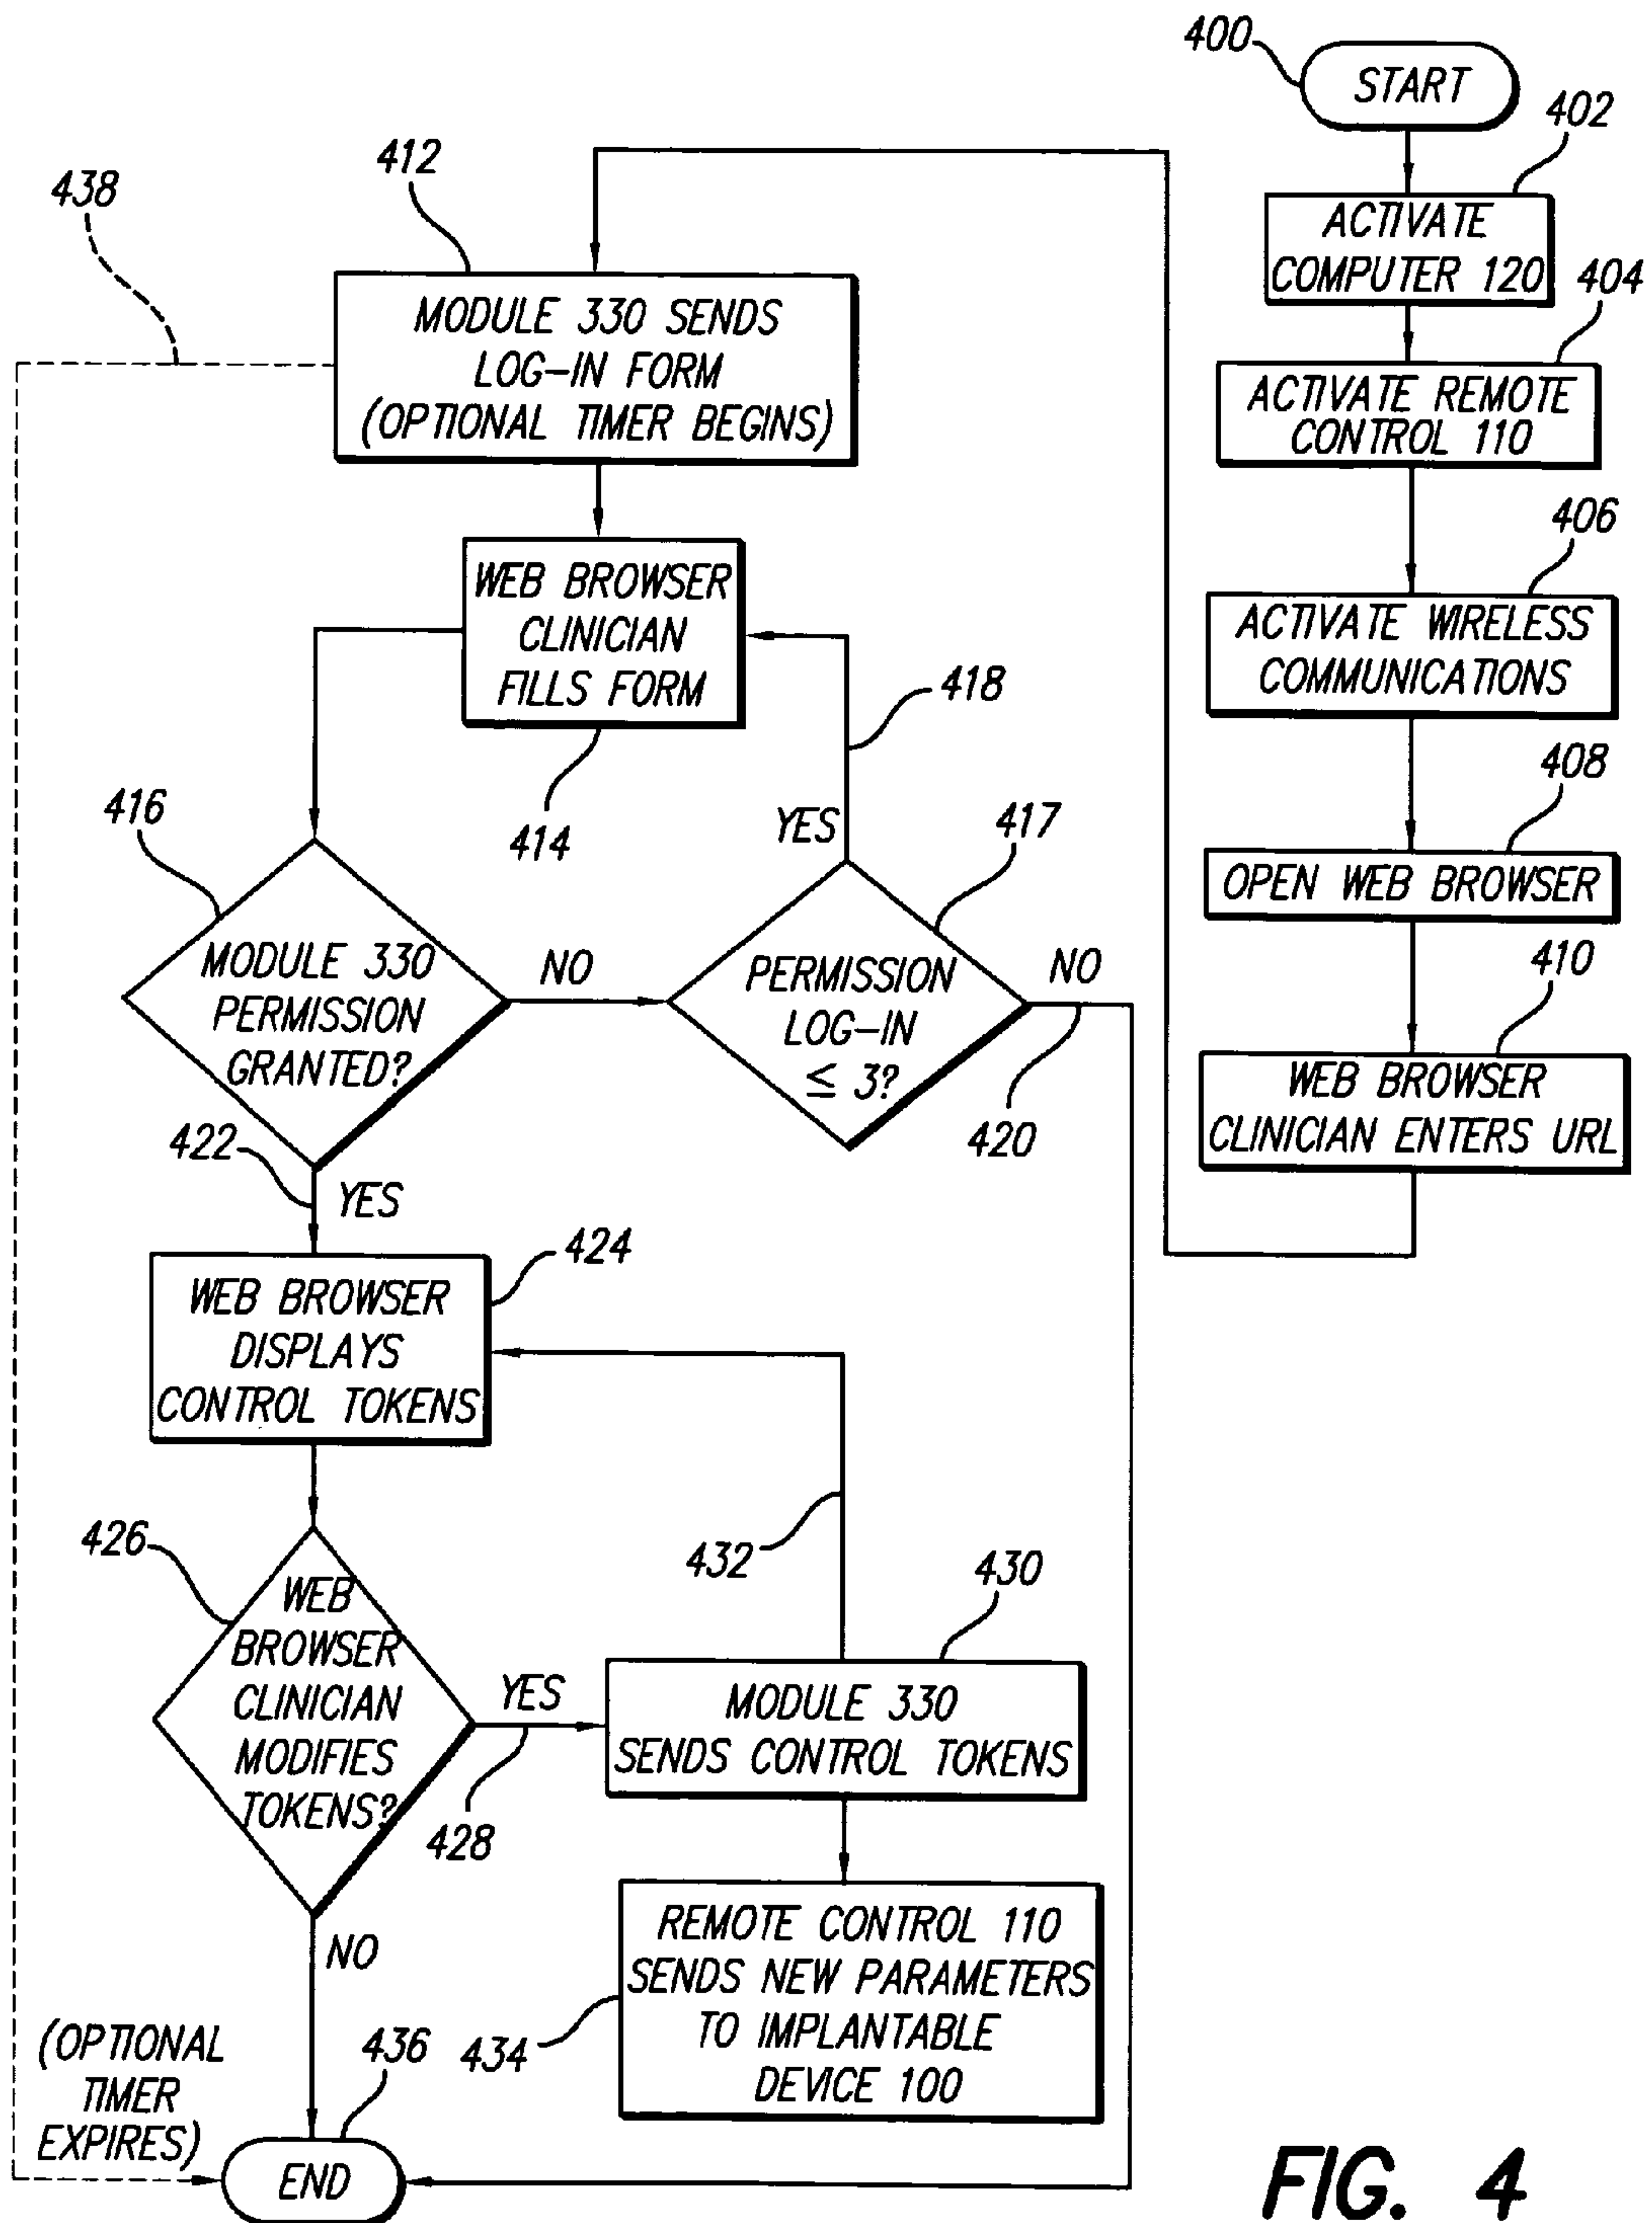 400
START
402
ACTIVATE
COMPUTER 120
404
ACTIVATE REMOTE
CONTROL 110
406
ACTIVATE WIRELESS
COMMUNICATIONS
408
OPEN WEB BROWSER
410
WEB BROWSER
CLINICIAN ENTERS URL
412
438
MODULE 330 SENDS
LOG-IN FORM
(OPTIONAL TIMER BEGINS)
WEB BROWSER
CLINICIAN
FILLS FORM
414
418
416
MODULE 330
PERMISSION
GRANTED?
NO
YES
417
PERMISSION
LOG-IN
≤ 3?
NO
420
422
YES
424
WEB BROWSER
DISPLAYS
CONTROL TOKENS
426
WEB
BROWSER
CLINICIAN
MODIFIES
TOKENS?
YES
428
432
430
MODULE 330
SENDS CONTROL TOKENS
REMOTE CONTROL 110
SENDS NEW PARAMETERS
TO IMPLANTABLE
DEVICE 100
434
NO
(OPTIONAL
TIMER
EXPIRES)
436
END
FIG. 4